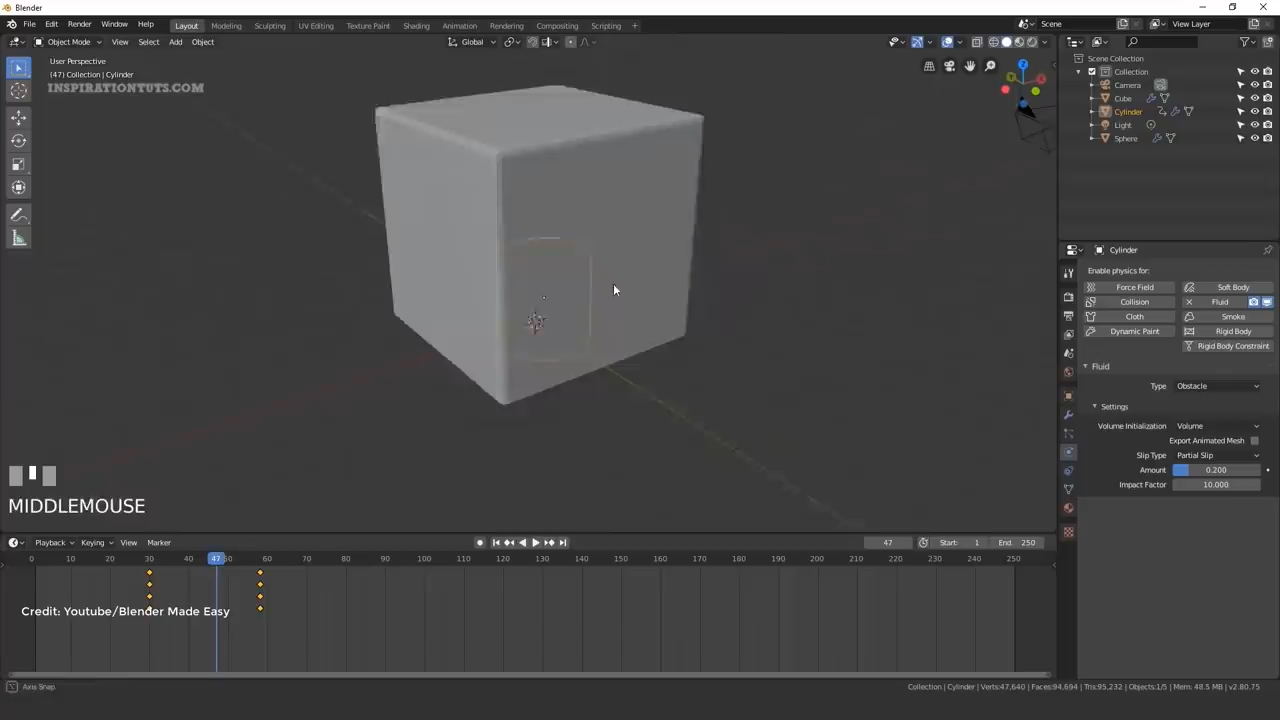 Blender
File Edit Render Window Help
Layout Modeling Sculpting UV Editing Texture Paint Shading Animation Rendering Compositing Scripting +
Scene
View Layer
Object Mode View Select Add Object
Global
User Perspective
(47) Collection | Cylinder
INSPIRATIONTUTS.COM
Scene Collection
Collection
Camera
Cube
Cylinder
Light
Sphere
Cylinder
Enable physics for:
Force Field Soft Body
Collision Fluid
Cloth Smoke
Dynamic Paint Rigid Body
Rigid Body Constraint
Fluid
Type Obstacle
Settings
Volume Initialization Volume
Export Animated Mesh
Slip Type Partial Slip
Amount 0.200
Impact Factor 10.000
MIDDLEMOUSE
Playback Keying View Marker
47 Start: 1 End: 250
0 10 20 30 40 47 50 60 70 80 90 100 110 120 130 140 150 160 170 180 190 200 210 220 230 240 250
Credit: Youtube/Blender Made Easy
Axis Snap
Collection | Cylinder | Verts:47,640 | Faces:94,694 | Tris:95,232 | Objects:1/5 | Mem: 48.5 MB | v2.80.75